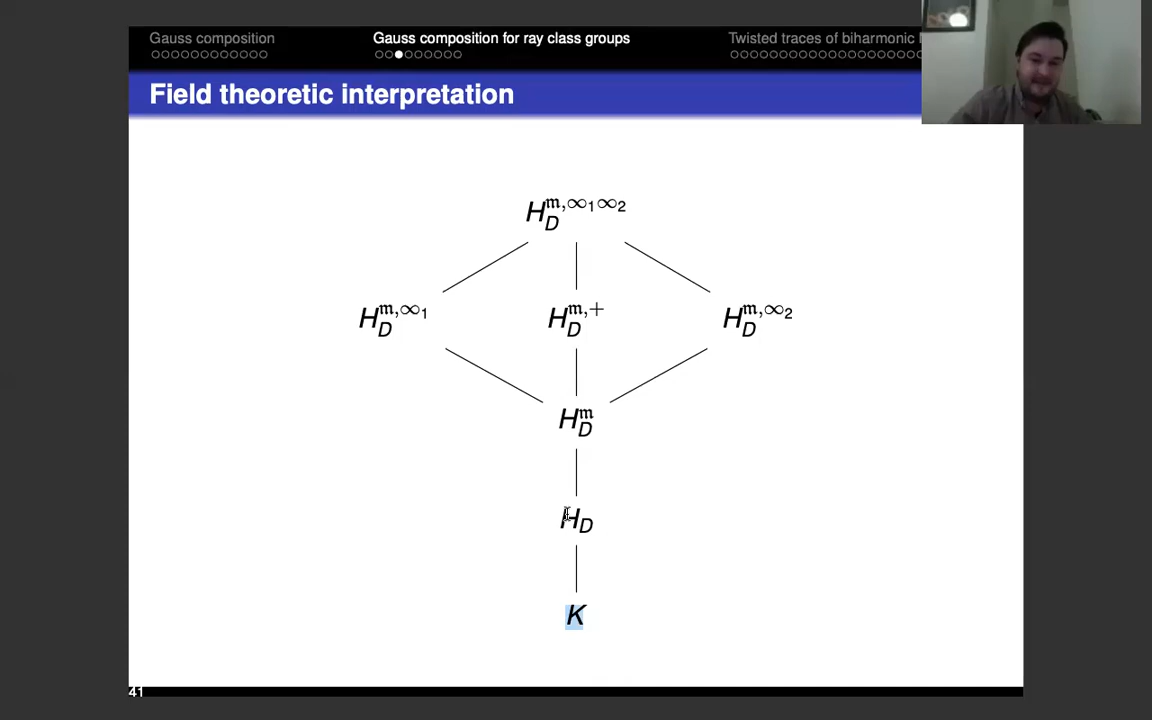 Gauss composition
Gauss composition for ray class groups
Twisted traces of biharmonic
Field theoretic interpretation
H_D^{𝔪,∞₁∞₂}
H_D^{𝔪,∞₁} H_D^{𝔪,+} H_D^{𝔪,∞₂}
H_D^𝔪
H_D
K
41